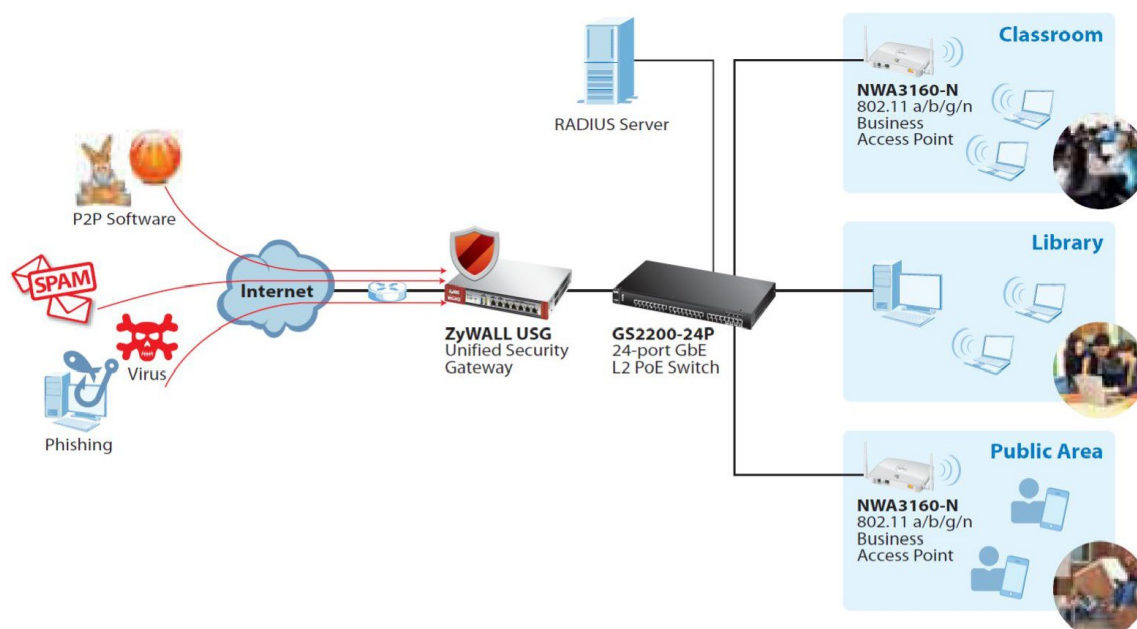 Classroom
NWA3160-N
802.11 a/b/g/n
Business
Access Point
RADIUS Server
P2P Software
SPAM
Internet
Virus
Phishing
ZyWALL USG
Unified Security
Gateway
GS2200-24P
24-port GbE
L2 PoE Switch
Library
Public Area
NWA3160-N
802.11 a/b/g/n
Business
Access Point